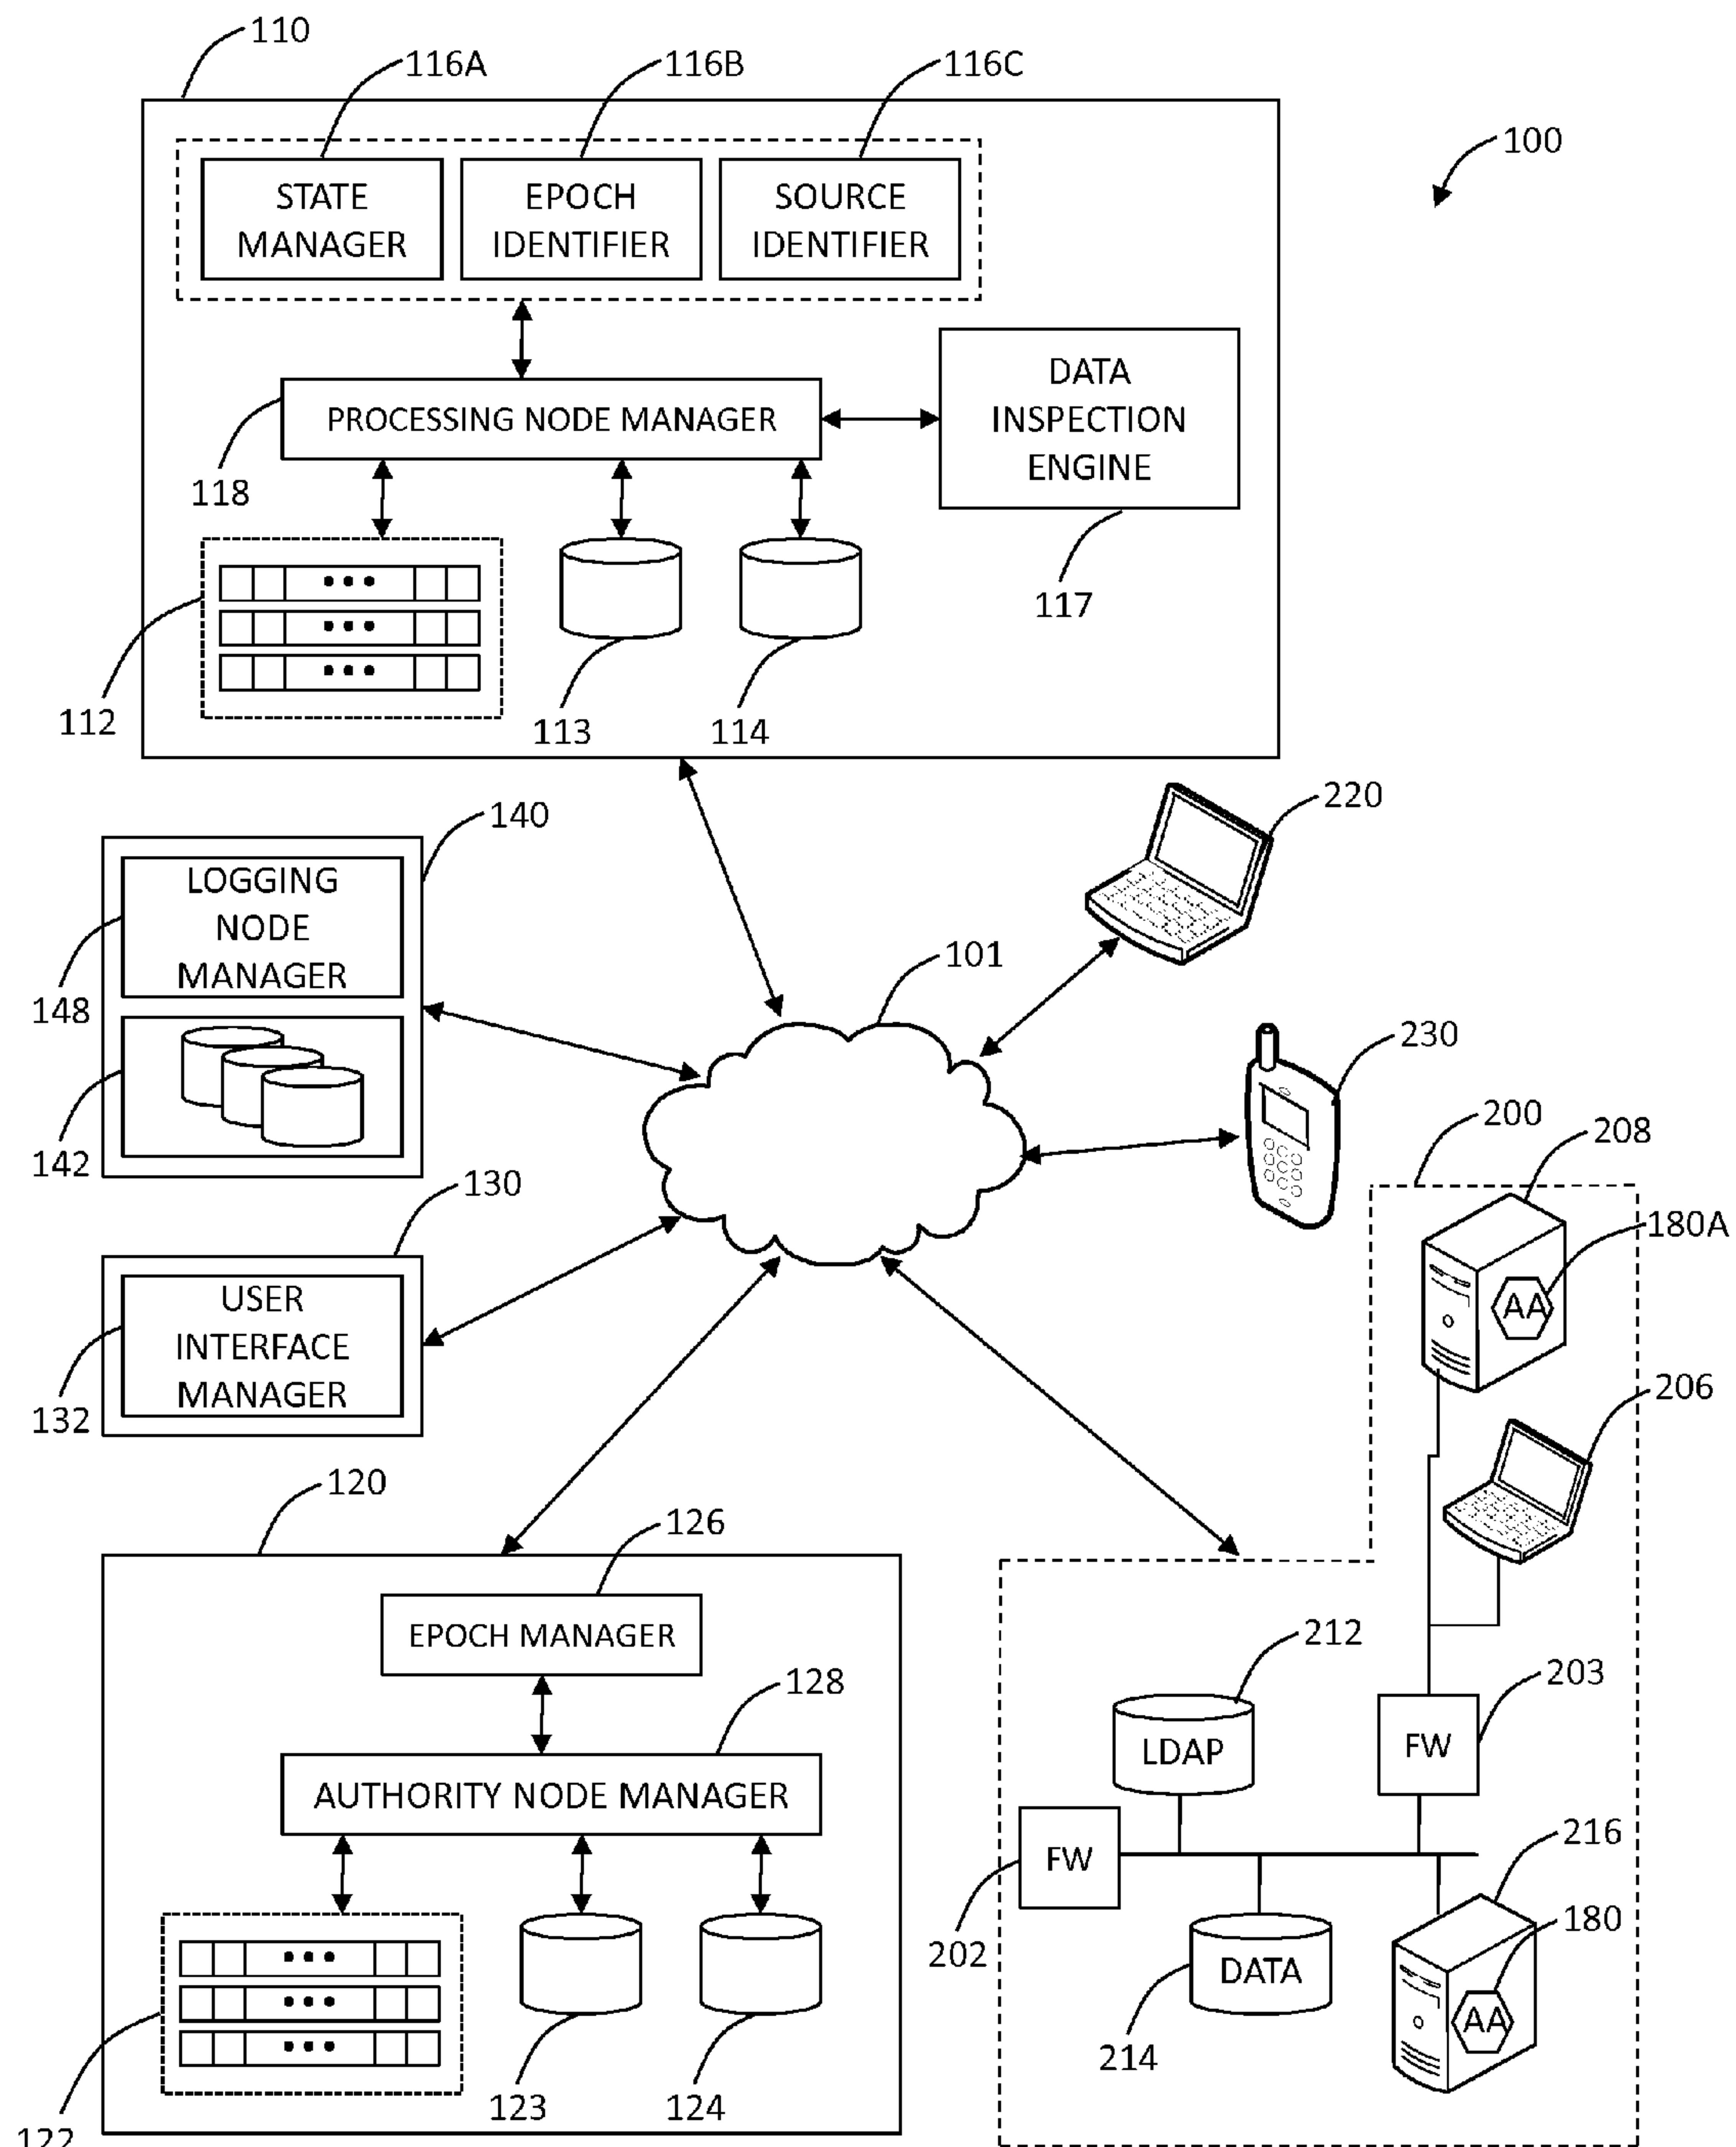 110
116A
116B
116C
100
STATE
MANAGER
EPOCH
IDENTIFIER
SOURCE
IDENTIFIER
DATA
INSPECTION
ENGINE
PROCESSING NODE MANAGER
118
117
112
113
114
220
140
LOGGING
NODE
MANAGER
101
148
230
200
208
142
130
180A
AA
USER
INTERFACE
MANAGER
206
132
120
126
EPOCH MANAGER
212
203
128
LDAP
FW
AUTHORITY NODE MANAGER
216
FW
180
202
DATA
AA
214
123
124
122